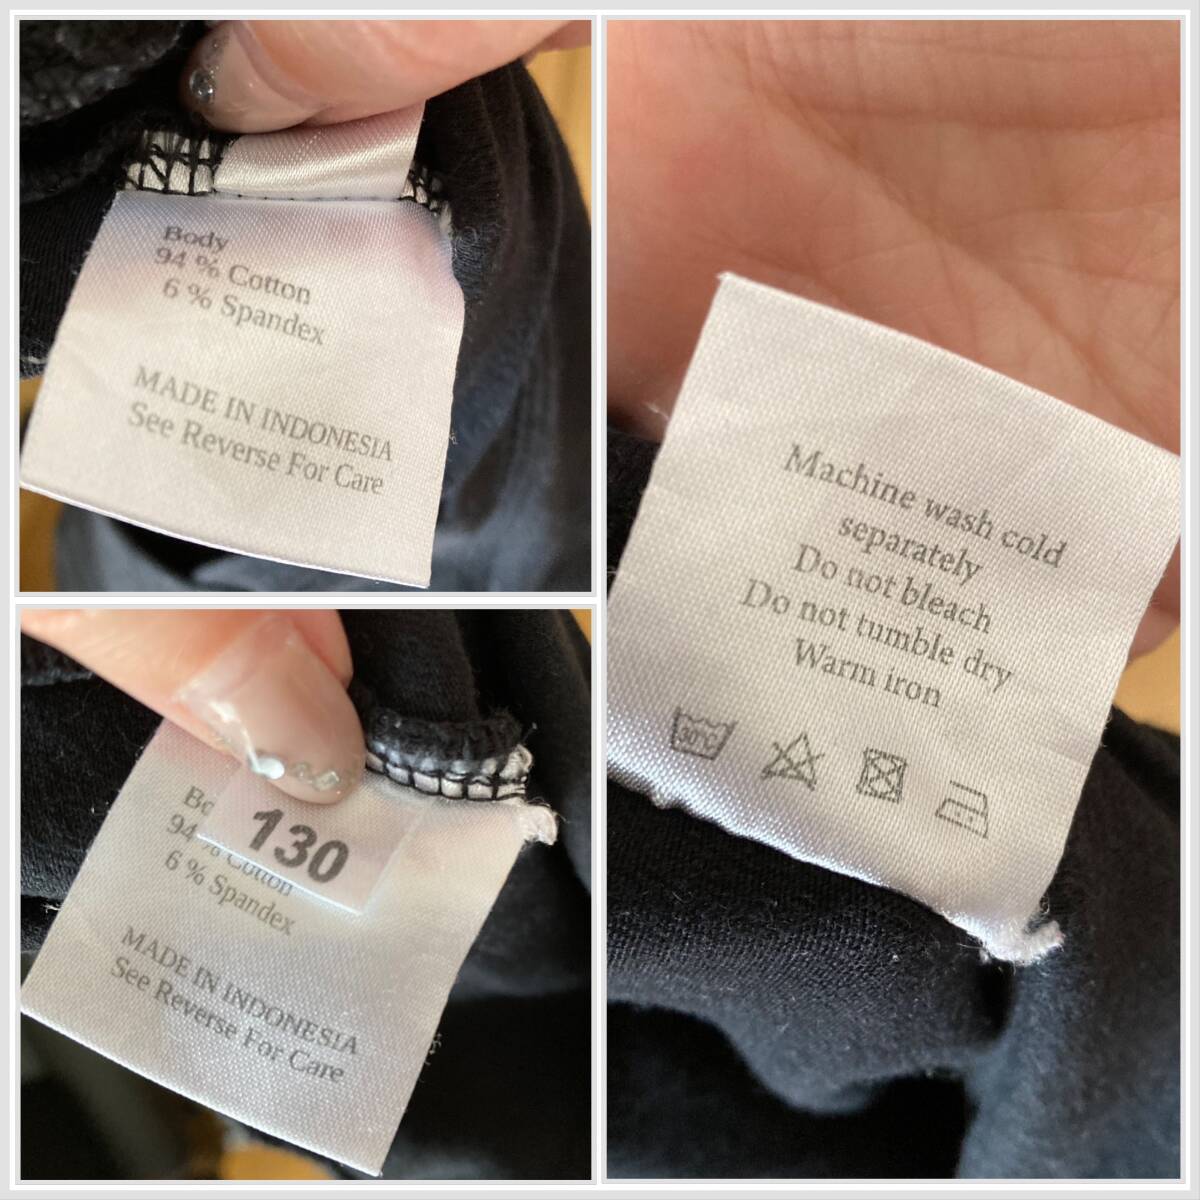 Body
94 % Cotton
6 % Spandex
MADE IN INDONESIA
See Reverse For Care
130
94
6 % Spandex
MADE IN INDONESIA
See Reverse For Care
Machine wash cold
separately
Do not bleach
Do not tumble dry
Warm iron
30°C